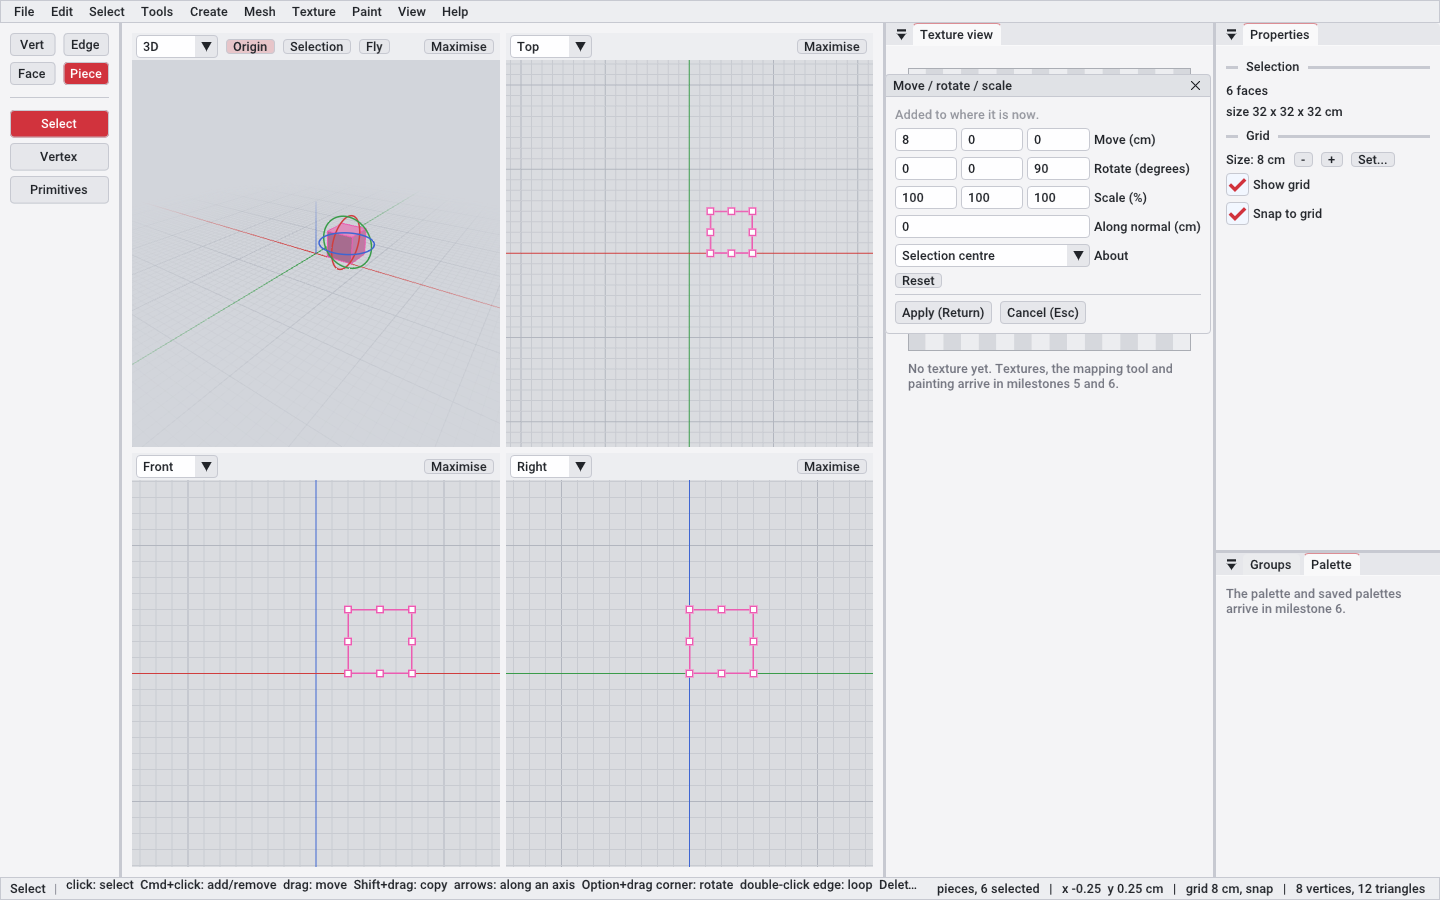 File Edit Select Tools Create Mesh Texture Paint View Help
Vert Edge
Face Piece
Select
Vertex
Primitives
3D Origin Selection Fly Maximise
Top Maximise
Front Maximise
Right Maximise
Texture view
Move / rotate / scale
Added to where it is now.
8 0 0 Move (cm)
0 0 90 Rotate (degrees)
100 100 100 Scale (%)
0 Along normal (cm)
Selection centre About
Reset
Apply (Return) Cancel (Esc)
No texture yet. Textures, the mapping tool and
painting arrive in milestones 5 and 6.
Properties
Selection
6 faces
size 32 x 32 x 32 cm
Grid
Size: 8 cm - + Set...
Show grid
Snap to grid
Groups Palette
The palette and saved palettes
arrive in milestone 6.
Select | click: select Cmd+click: add/remove drag: move Shift+drag: copy arrows: along an axis Option+drag corner: rotate double-click edge: loop Delet... pieces, 6 selected | x -0.25 y 0.25 cm | grid 8 cm, snap | 8 vertices, 12 triangles